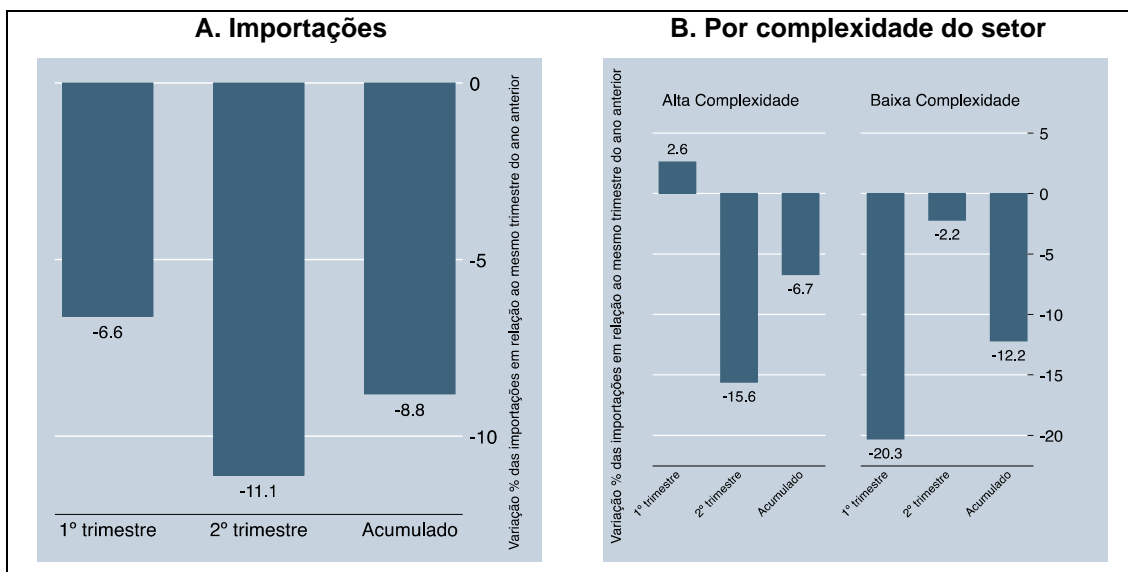 A. Importações
0
-5
-10
-6.6
-11.1
-8.8
1º trimestre
2º trimestre
Acumulado
Variação % das importações em relação ao mesmo trimestre do ano anterior
B. Por complexidade do setor
Variação % das importações em relação ao mesmo trimestre do ano anterior
Alta Complexidade
2.6
-15.6
-6.7
1º trimestre
2º trimestre
Acumulado
Baixa Complexidade
-20.3
-2.2
-12.2
1º trimestre
2º trimestre
Acumulado
5
0
-5
-10
-15
-20